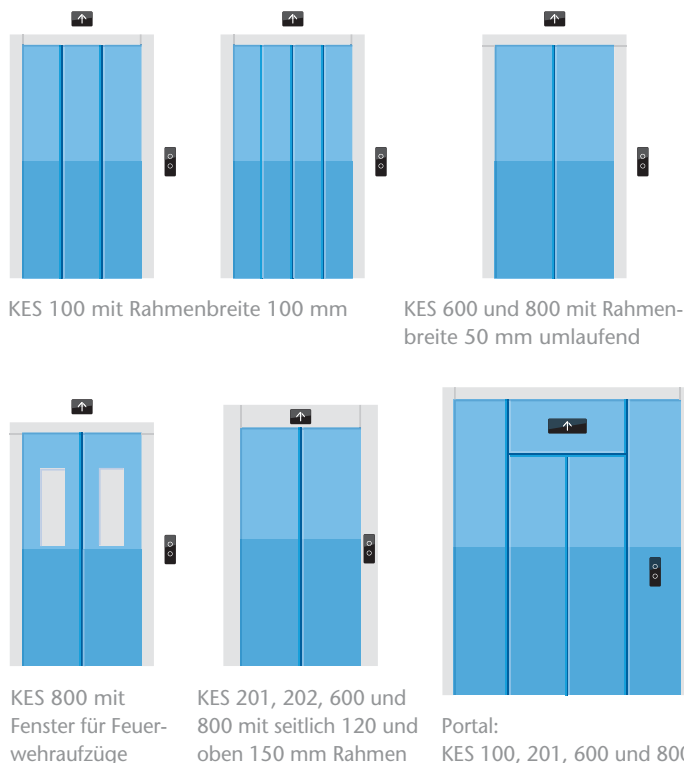 KES 100 mit Rahmenbreite 100 mm
KES 600 und 800 mit Rahmen-
breite 50 mm umlaufend
KES 800 mit
Fenster für Feuer-
wehraufzüge
KES 201, 202, 600 und
800 mit seitlich 120 und
oben 150 mm Rahmen
Portal:
KES 100, 201, 600 und 800